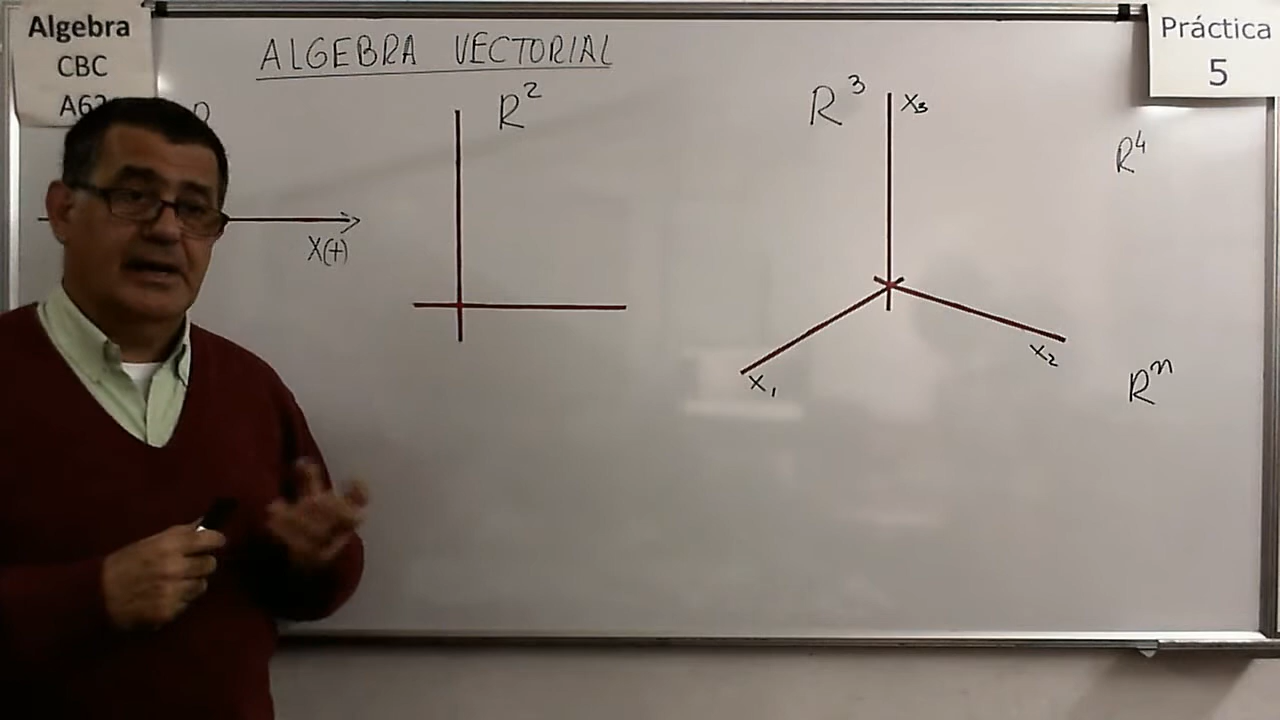 Algebra
CBC
Práctica
5
ALGEBRA VECTORIAL
R²
R³
X₃
R⁴
X(+)
X₁
X₂
Rⁿ